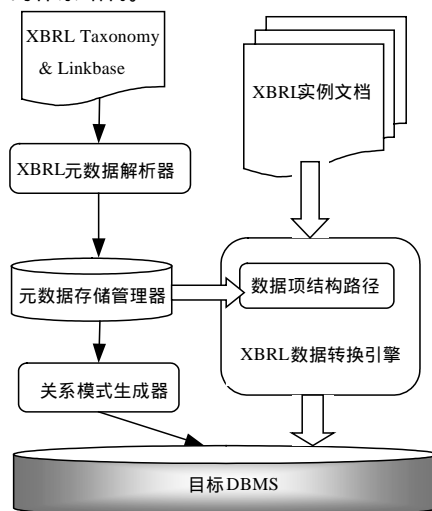 XBRL Taxonomy
& Linkbase
XBRI实例文档
XBRL元数据解析器
元数据存储管理器
数据项结构路径
XBRL数据转换引擎
关系模式生成器
目标DBMS